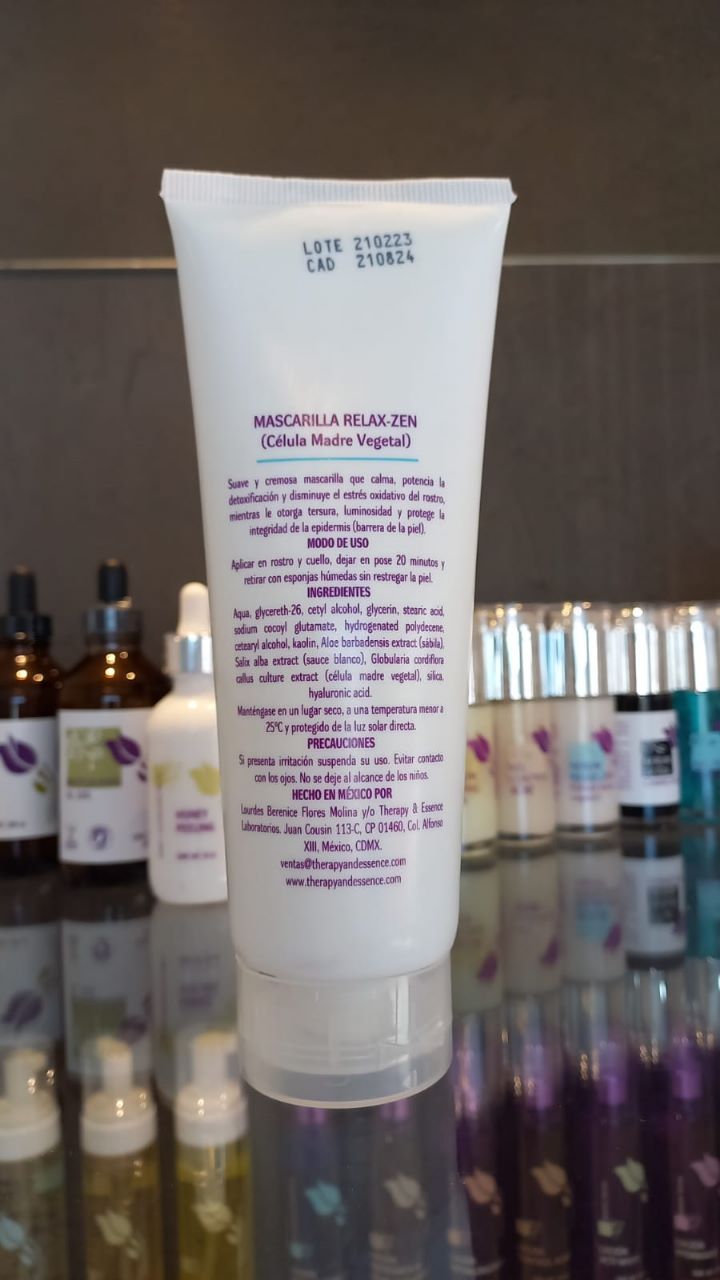 LOTE 210223
CAD 210824
MASCARILLA RELAX-ZEN
(Célula Madre Vegetal)
Suave y cremosa mascarilla que calma, potencia la
detoxificación y disminuye el estrés oxidativo del rostro,
mientras le otorga tersura, luminosidad y protege la
integridad de la epidermis (barrera de la piel).
MODO DE USO
Aplicar en rostro y cuello, dejar en pose 20 minutos y
retirar con esponjas húmedas sin restregar la piel.
INGREDIENTES
Aqua, glycereth-26, cetyl alcohol, glycerin, stearic acid,
sodium cocoyl glutamate, hydrogenated polydecene,
cetearyl alcohol, kaolin, Aloe barbadensis extract (sábila),
Salix alba extract (sauce blanco), Globularia cordiflora
callus culture extract (célula madre vegetal), silica,
hyaluronic acid.
Manténgase en un lugar seco, a una temperatura menor a
25°C y protegido de la luz solar directa.
PRECAUCIONES
Si presenta irritación suspenda su uso. Evitar contacto
con los ojos. No se deje al alcance de los niños.
HECHO EN MÉXICO POR
Lourdes Berenice Flores Molina y/o Therapy & Essence
Laboratorios. Juan Cousin 113-C, CP 01460, Col. Alfonso
XIII, México, CDMX.
ventas@therapyandessence.com
www.therapyandessence.com
HONEY
PEELING